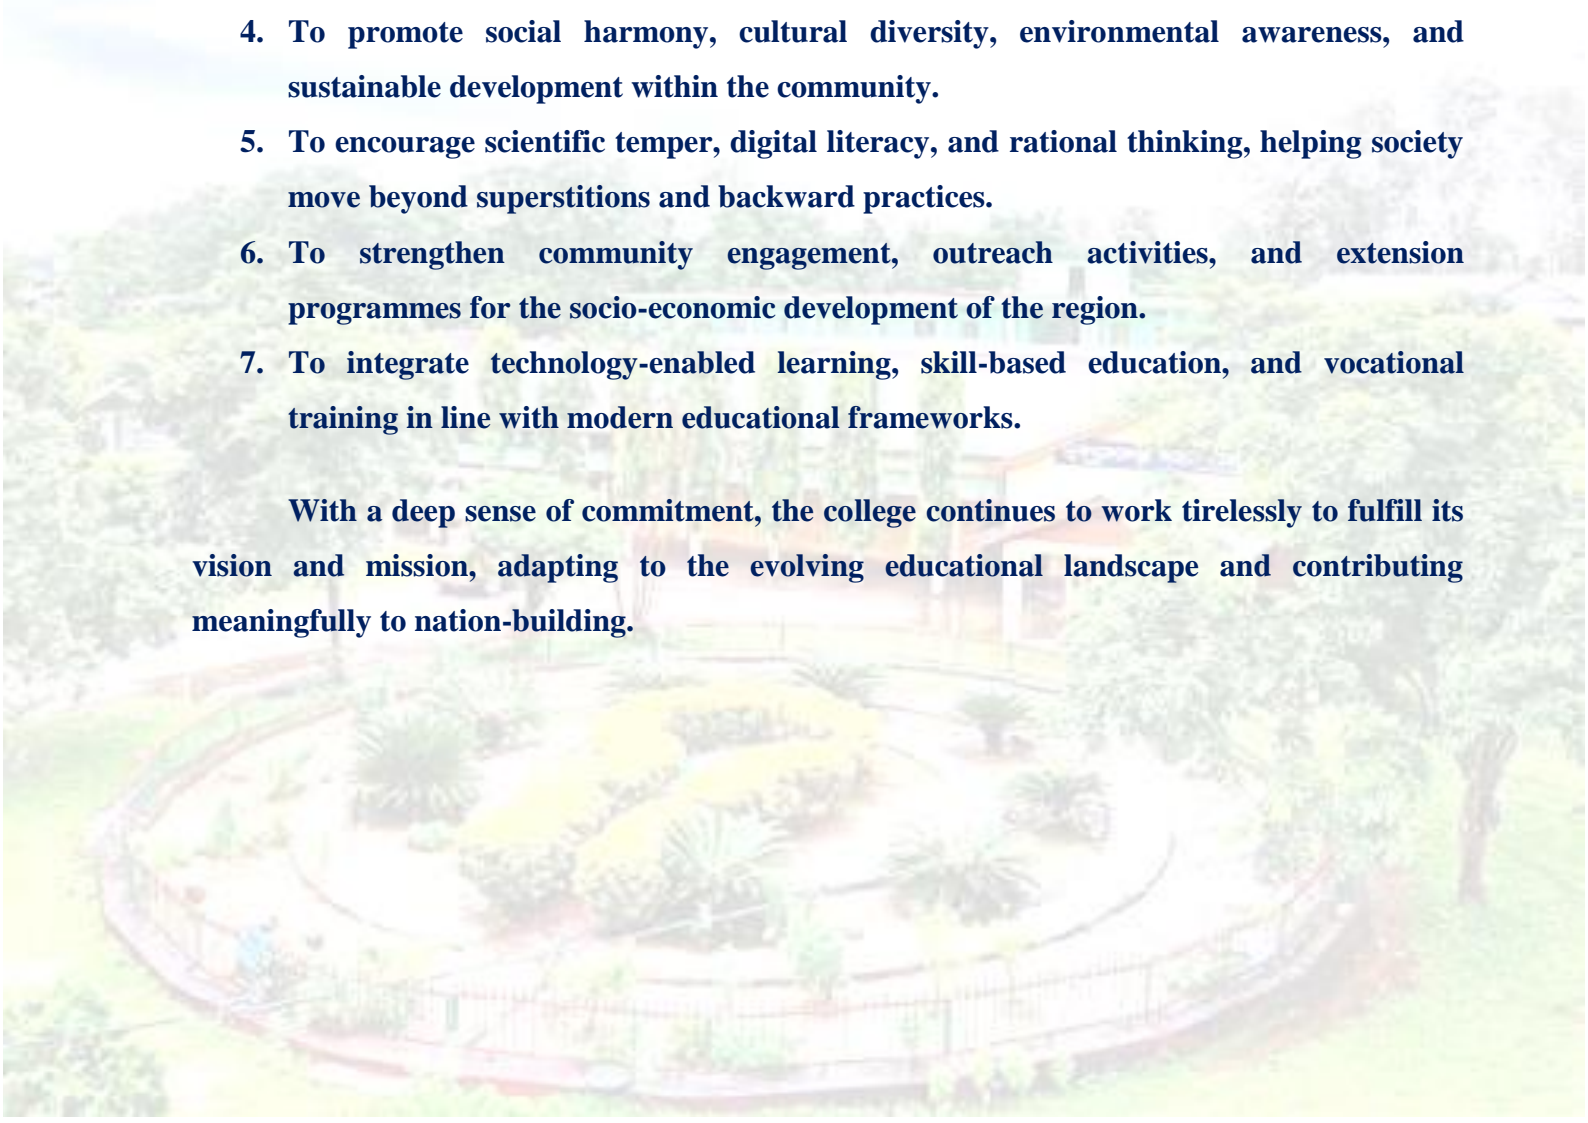 4. To promote social harmony, cultural diversity, environmental awareness, and
sustainable development within the community.
5. To encourage scientific temper, digital literacy, and rational thinking, helping society
move beyond superstitions and backward practices.
6. To strengthen community engagement, outreach activities, and extension
programmes for the socio-economic development of the region.
7. To integrate technology-enabled learning, skill-based education, and vocational
training in line with modern educational frameworks.
With a deep sense of commitment, the college continues to work tirelessly to fulfill its
vision and mission, adapting to the evolving educational landscape and contributing
meaningfully to nation-building.